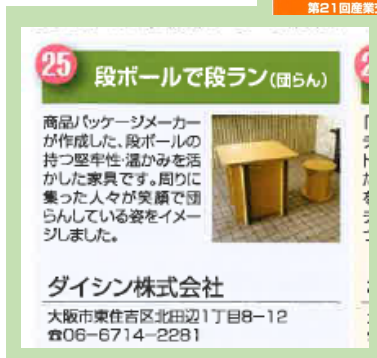 第21回産業交
25
段ボールで段ラン(団らん)
商品パッケージメーカー
が作成した、段ボールの
持つ堅牢性・温かみを活
かした家具です。周りに
集った人々が笑顔で団
らんしている姿をイメー
ジしました。
ダイシン株式会社
大阪市東住吉区北田辺1丁目8-12
☎06-6714-2281